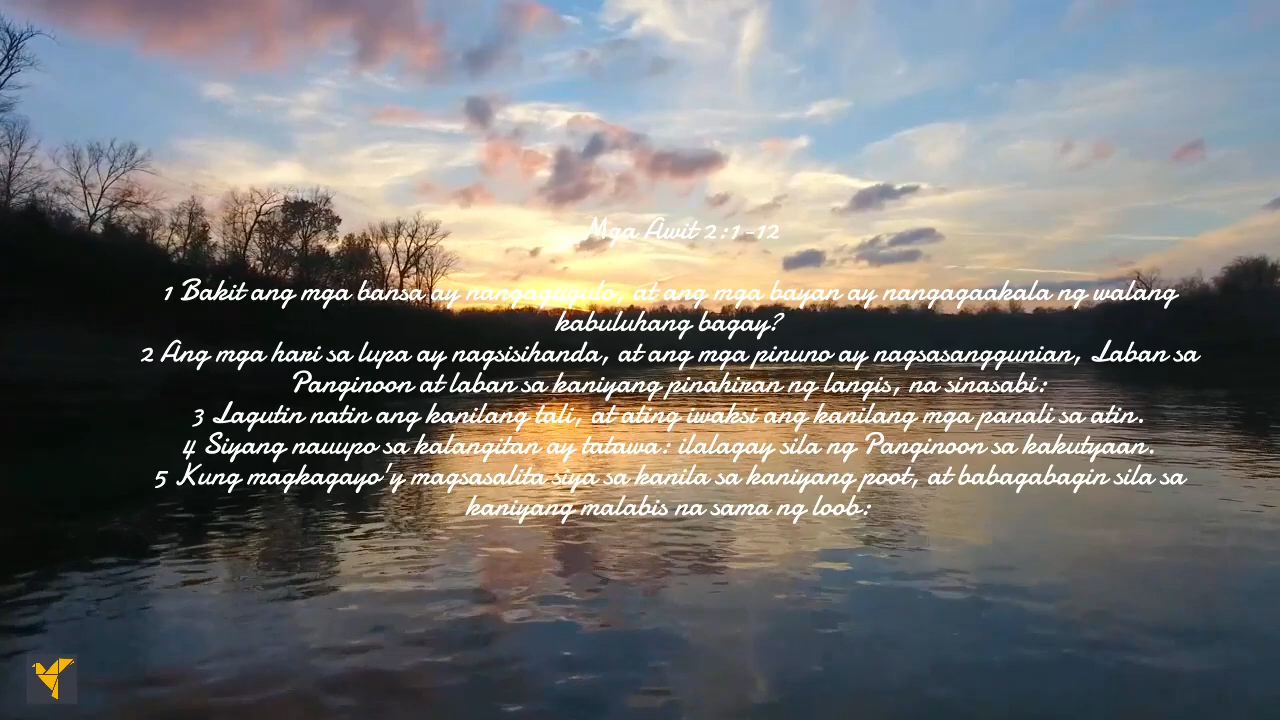 Mga Awit 2:1-12
1 Bakit ang mga bansa ay nangagugulo, at ang mga bayan ay nangagaakala ng walang
kabuluhang bagay?
2 Ang mga hari sa lupa ay nagsisihanda, at ang mga pinuno ay nagsasanggunian, Laban sa
Panginoon at laban sa kaniyang pinahiran ng langis, na sinasabi:
3 Lagutin natin ang kanilang tali, at ating iwaksi ang kanilang mga panali sa atin.
4 Siyang nauupo sa kalangitan ay tatawa: ilalagay sila ng Panginoon sa kakutyaan.
5 Kung magkagayo'y magsasalita siya sa kanila sa kaniyang poot, at babagabagin sila sa
kaniyang malabis na sama ng loob: